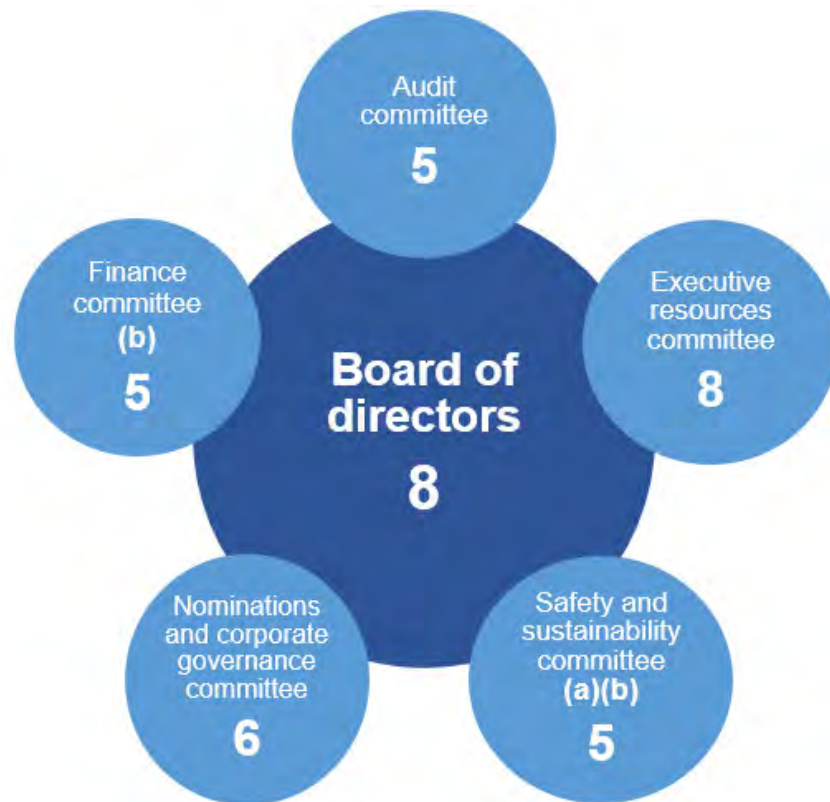 Audit
committee
5
Finance
committee
(b)
5
Executive
resources
committee
8
Board of
directors
8
Nominations
and corporate
governance
committee
6
Safety and
sustainability
committee
(a)(b)
5